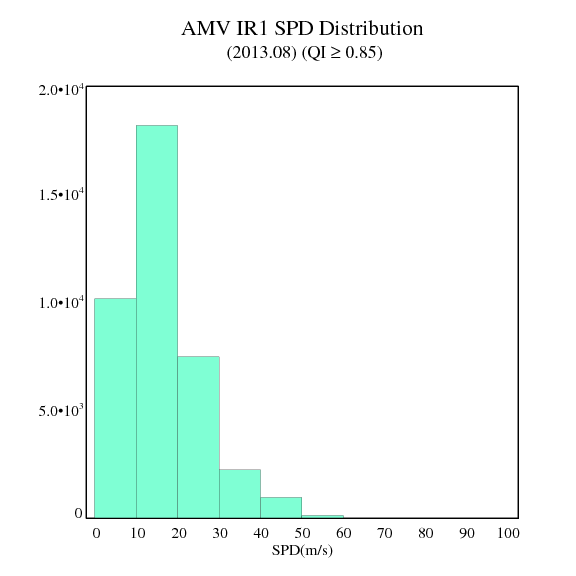 AMV IR1 SPD Distribution
(2013.08) (QI ≥ 0.85)
2.0•10⁴
1.5•10⁴
1.0•10⁴
5.0•10³
0
0 10 20 30 40 50 60 70 80 90 100
SPD(m/s)